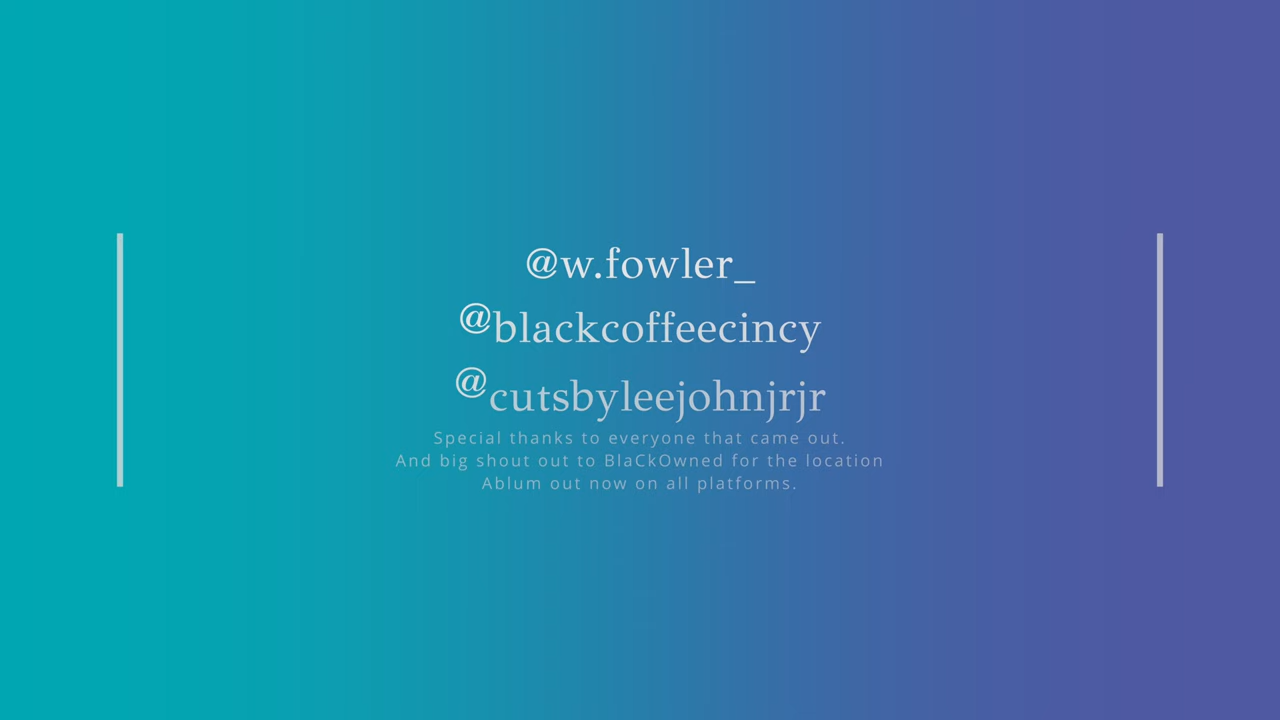 @w.fowler_
@blackcoffeecincy
@cutsbyleejohnjrjr
Special thanks to everyone that came out.
And big shout out to BlaCkOwned for the location
Ablum out now on all platforms.